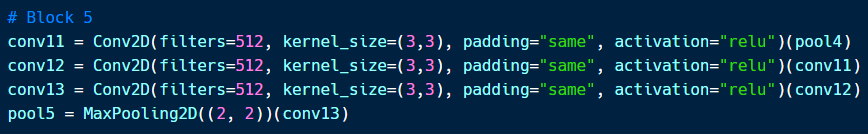 # Block 5
conv11 = Conv2D(filters=512, kernel_size=(3,3), padding="same", activation="relu")(pool4)
conv12 = Conv2D(filters=512, kernel_size=(3,3), padding="same", activation="relu")(conv11)
conv13 = Conv2D(filters=512, kernel_size=(3,3), padding="same", activation="relu")(conv12)
pool5 = MaxPooling2D((2, 2))(conv13)